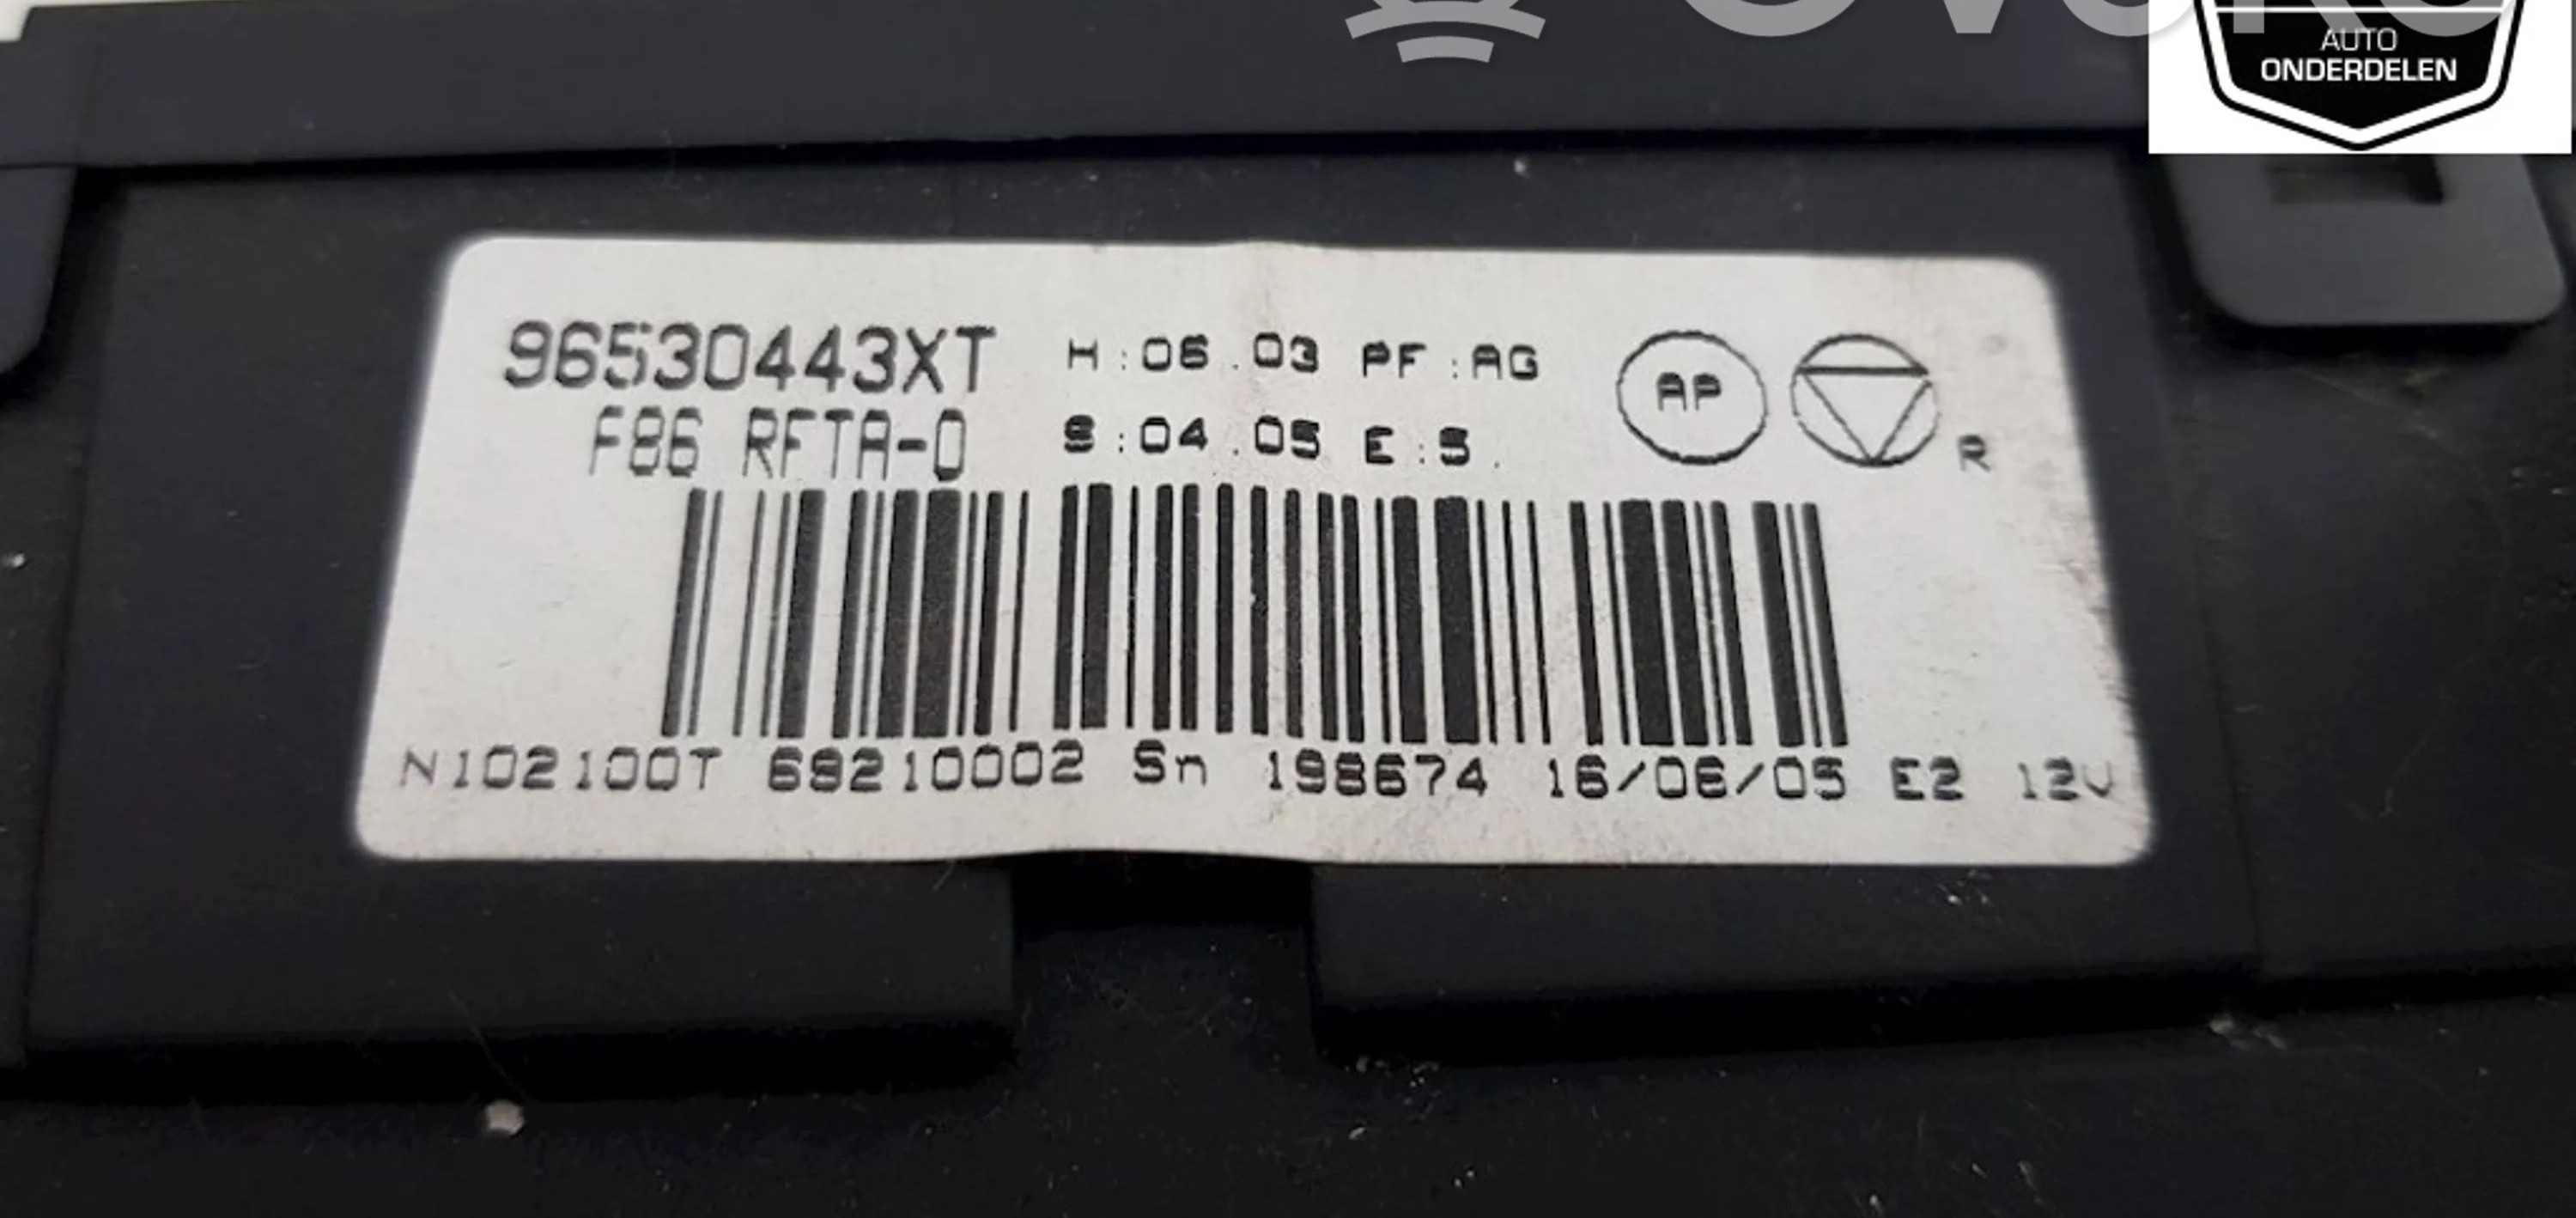 AUTO
ONDERDELEN
96530443XT H:06.03 PF:AG
AP
F86 RFTA-0 S:04.05 E:5.
R
N102100T 69210002 Sn 198674 16/06/05 E2 12V